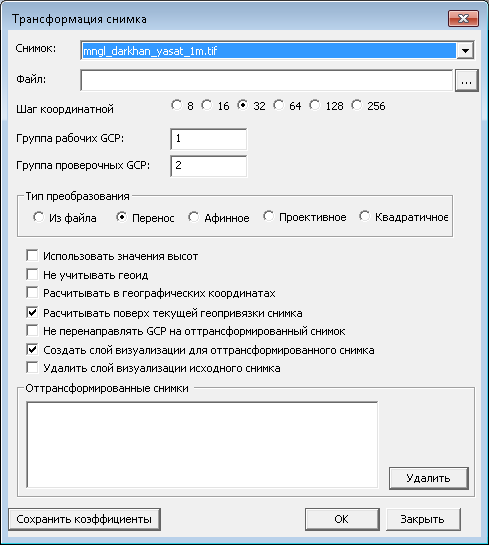 Трансформация снимка
Снимок: mngl_darkhan_yasat_1m.tif
Файл: ...
Шаг координатной 8 16 32 64 128 256
Группа рабочих GCP: 1
Группа проверочных GCP: 2
Тип преобразования
Из файла Перенос Афинное Проективное Квадратичное
Использовать значения высот
Не учитывать геоид
Расчитывать в географических координатах
Расчитывать поверх текущей геопривязки снимка
Не перенаправлять GCP на оттрансформированный снимок
Создать слой визуализации для оттрансформированного снимка
Удалить слой визуализации исходного снимка
Оттрансформированные снимки
Удалить
Сохранить коэффициенты OK Закрыть